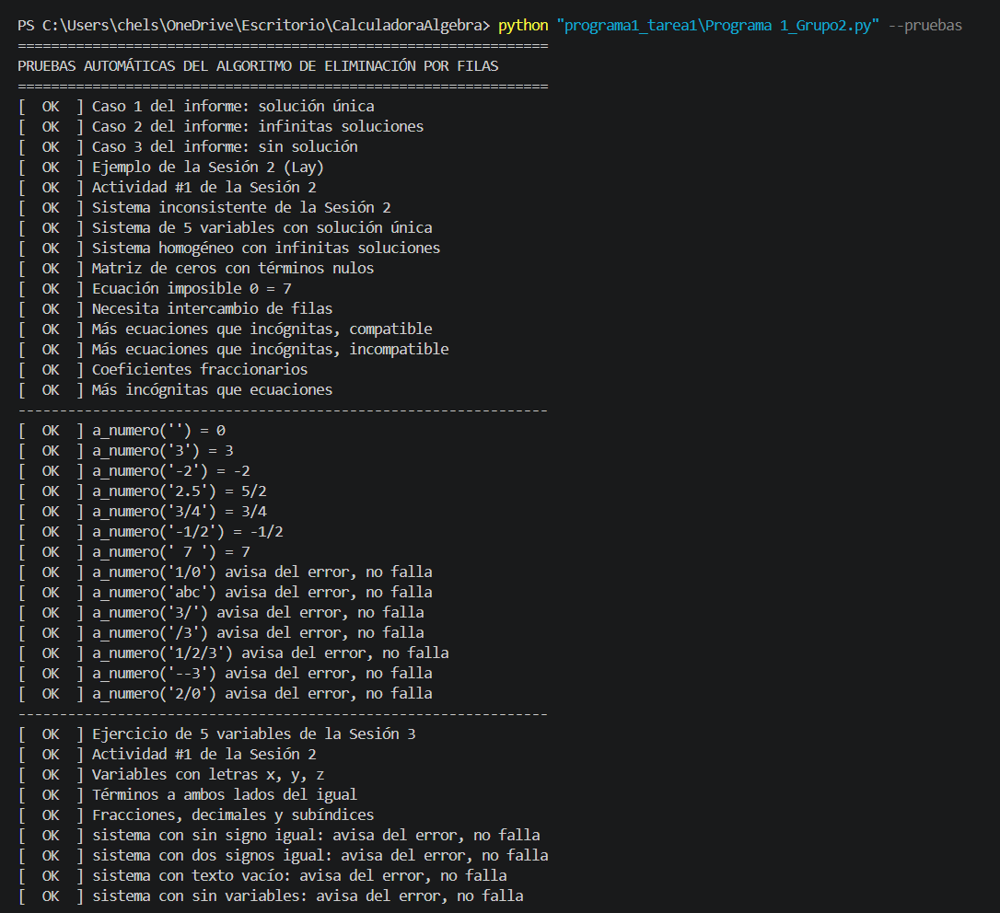 PS C:\Users\chels\OneDrive\Escritorio\CalculadoraAlgebra> python "programa1_tarea1\Programa 1_Grupo2.py" --pruebas
================================================================
PRUEBAS AUTOMÁTICAS DEL ALGORITMO DE ELIMINACIÓN POR FILAS
================================================================
[  OK  ] Caso 1 del informe: solución única
[  OK  ] Caso 2 del informe: infinitas soluciones
[  OK  ] Caso 3 del informe: sin solución
[  OK  ] Ejemplo de la Sesión 2 (Lay)
[  OK  ] Actividad #1 de la Sesión 2
[  OK  ] Sistema inconsistente de la Sesión 2
[  OK  ] Sistema de 5 variables con solución única
[  OK  ] Sistema homogéneo con infinitas soluciones
[  OK  ] Matriz de ceros con términos nulos
[  OK  ] Ecuación imposible 0 = 7
[  OK  ] Necesita intercambio de filas
[  OK  ] Más ecuaciones que incógnitas, compatible
[  OK  ] Más ecuaciones que incógnitas, incompatible
[  OK  ] Coeficientes fraccionarios
[  OK  ] Más incógnitas que ecuaciones
----------------------------------------------------------------
[  OK  ] a_numero('') = 0
[  OK  ] a_numero('3') = 3
[  OK  ] a_numero('-2') = -2
[  OK  ] a_numero('2.5') = 5/2
[  OK  ] a_numero('3/4') = 3/4
[  OK  ] a_numero('-1/2') = -1/2
[  OK  ] a_numero(' 7 ') = 7
[  OK  ] a_numero('1/0') avisa del error, no falla
[  OK  ] a_numero('abc') avisa del error, no falla
[  OK  ] a_numero('3/') avisa del error, no falla
[  OK  ] a_numero('/3') avisa del error, no falla
[  OK  ] a_numero('1/2/3') avisa del error, no falla
[  OK  ] a_numero('--3') avisa del error, no falla
[  OK  ] a_numero('2/0') avisa del error, no falla
----------------------------------------------------------------
[  OK  ] Ejercicio de 5 variables de la Sesión 3
[  OK  ] Actividad #1 de la Sesión 2
[  OK  ] Variables con letras x, y, z
[  OK  ] Términos a ambos lados del igual
[  OK  ] Fracciones, decimales y subíndices
[  OK  ] sistema con sin signo igual: avisa del error, no falla
[  OK  ] sistema con dos signos igual: avisa del error, no falla
[  OK  ] sistema con texto vacío: avisa del error, no falla
[  OK  ] sistema con sin variables: avisa del error, no falla